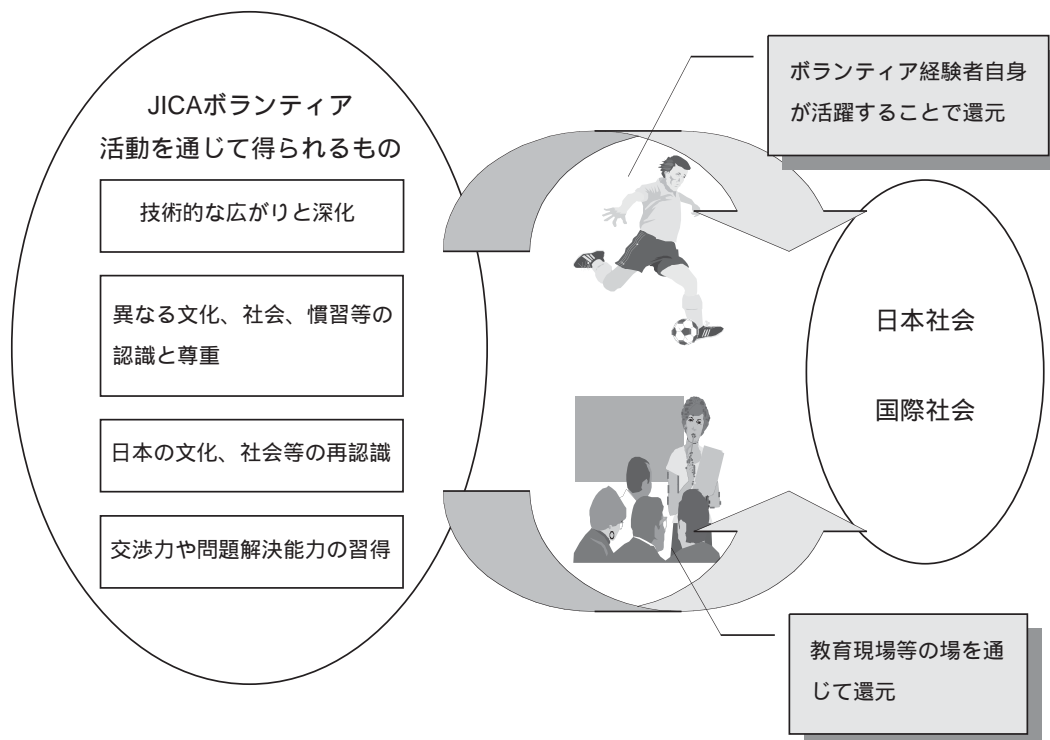 JICAボランティア
活動を通じて得られるもの
技術的な広がりと深化
異なる文化、社会、慣習等の
認識と尊重
日本の文化、社会等の再認識
交渉力や問題解決能力の習得
ボランティア経験者自身
が活躍することで還元
日本社会
国際社会
教育現場等の場を通
じて還元